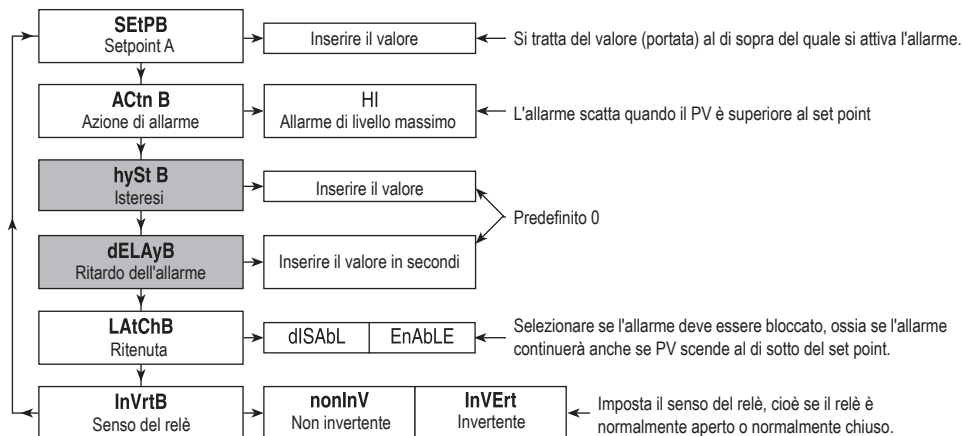 SEtPB
Setpoint A
Inserire il valore
Si tratta del valore (portata) al di sopra del quale si attiva l'allarme.
ACtn B
Azione di allarme
HI
Allarme di livello massimo
L'allarme scatta quando il PV è superiore al set point
hySt B
Isteresi
Inserire il valore
Predefinito 0
dELAyB
Ritardo dell'allarme
Inserire il valore in secondi
LAtChB
Ritenuta
dISAbL
EnAbLE
Selezionare se l'allarme deve essere bloccato, ossia se l'allarme
continuerà anche se PV scende al di sotto del set point.
InVrtB
Senso del relè
nonInV
Non invertente
InVErt
Invertente
Imposta il senso del relè, cioè se il relè è
normalmente aperto o normalmente chiuso.